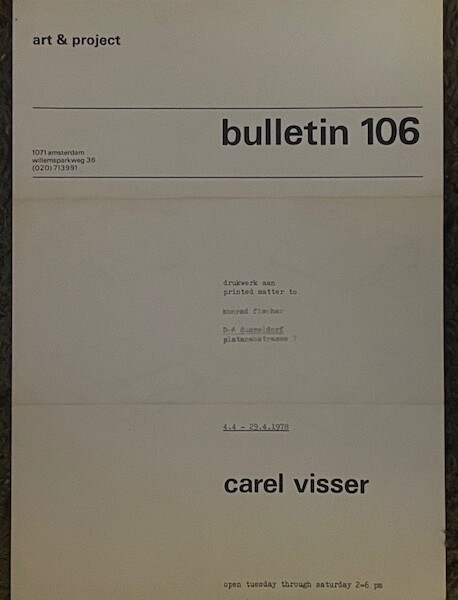 art & project
bulletin 106
1071 amsterdam
willemsparkweg 36
(020) 713991
drukwerk aan
printed matter to
konrad fischer
D-4 dusseldorf
platanenstrasse 7
4.4 - 29.4.1978
carel visser
open tuesday through saturday 2-6 pm